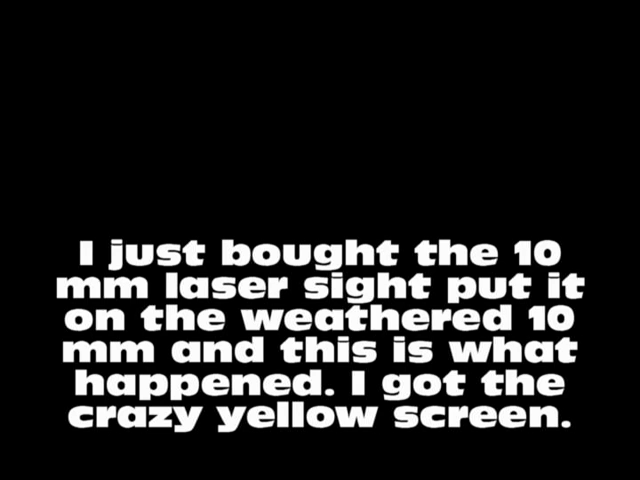 I just bought the 10
mm laser sight put it
on the weathered 10
mm and this is what
happened. I got the
crazy yellow screen.